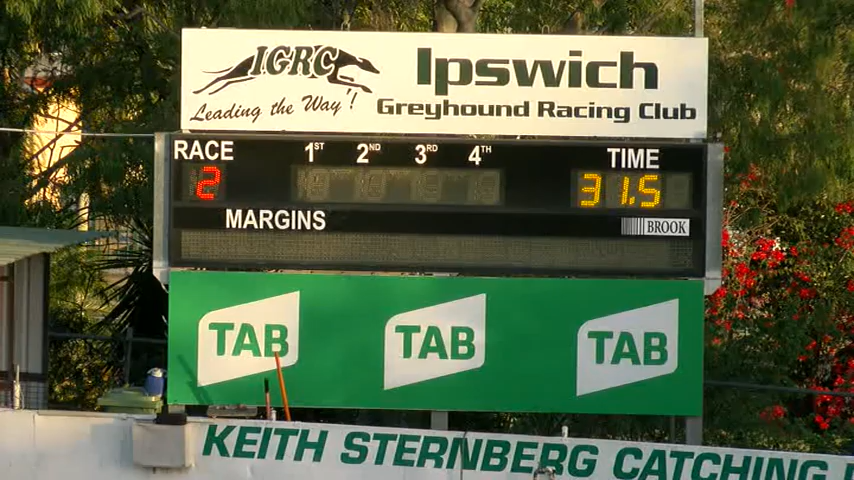 IGRC
Leading the Way!
Ipswich
Greyhound Racing Club
RACE 1ST 2ND 3RD 4TH TIME
2 31.5
MARGINS BROOK
TAB TAB TAB
KEITH STERNBERG CATCHING